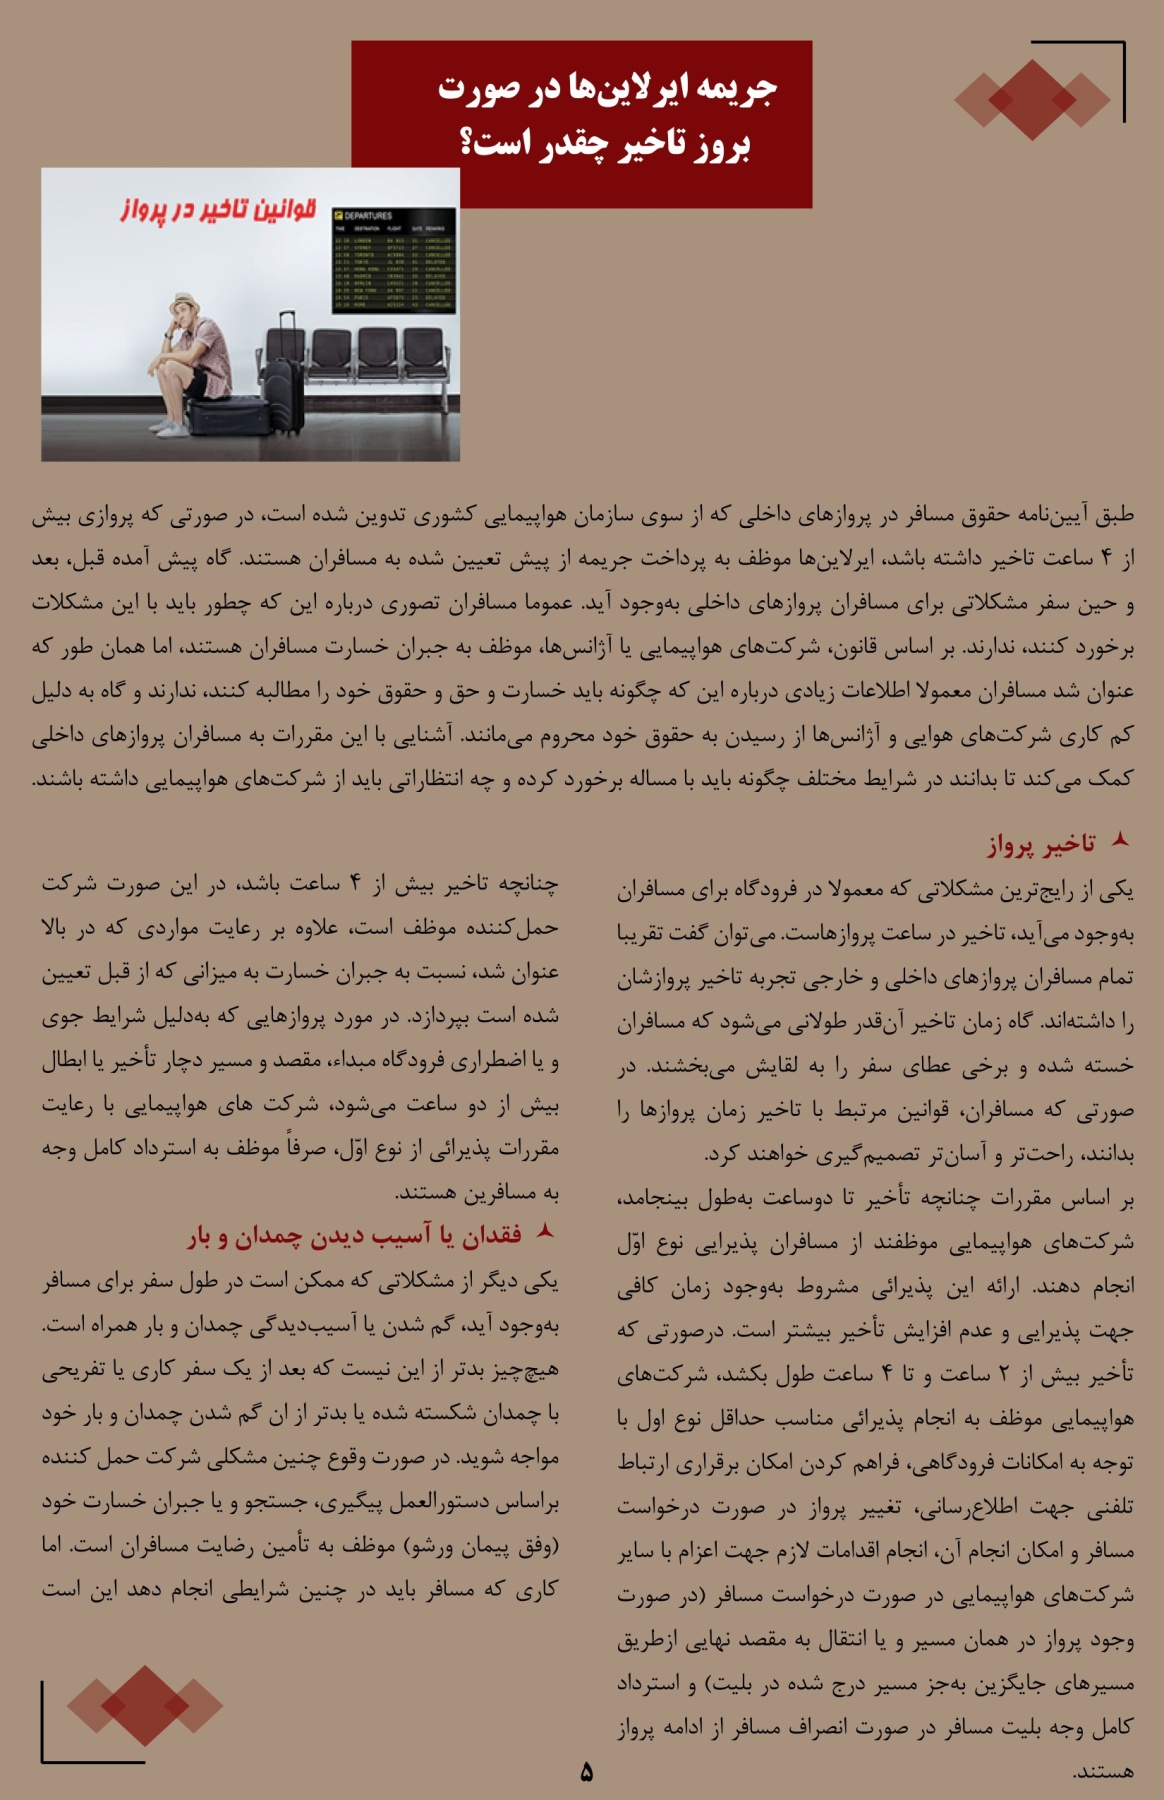 جریمه ایرلاین‌ها در صورت
بروز تاخیر چقدر است؟
قوانین تاخیر در پرواز
DEPARTURES
TIME DESTINATION FLIGHT GATE REMARKS
طبق آیین‌نامه حقوق مسافر در پروازهای داخلی که از سوی سازمان هواپیمایی کشوری تدوین شده است، در صورتی که پروازی بیش
از ۴ ساعت تاخیر داشته باشد، ایرلاین‌ها موظف به پرداخت جریمه از پیش تعیین شده به مسافران هستند. گاه پیش آمده قبل، بعد
و حین سفر مشکلاتی برای مسافران پروازهای داخلی به‌وجود آید. عموما مسافران تصوری درباره این که چطور باید با این مشکلات
برخورد کنند، ندارند. بر اساس قانون، شرکت‌های هواپیمایی یا آژانس‌ها، موظف به جبران خسارت مسافران هستند، اما همان طور که
عنوان شد مسافران معمولا اطلاعات زیادی درباره این که چگونه باید خسارت و حق و حقوق خود را مطالبه کنند، ندارند و گاه به دلیل
کم کاری شرکت‌های هوایی و آژانس‌ها از رسیدن به حقوق خود محروم می‌مانند. آشنایی با این مقررات به مسافران پروازهای داخلی
کمک می‌کند تا بدانند در شرایط مختلف چگونه باید با مساله برخورد کرده و چه انتظاراتی باید از شرکت‌های هواپیمایی داشته باشند.
تاخیر پرواز
یکی از رایج‌ترین مشکلاتی که معمولا در فرودگاه برای مسافران
به‌وجود می‌آید، تاخیر در ساعت پروازهاست. می‌توان گفت تقریبا
تمام مسافران پروازهای داخلی و خارجی تجربه تاخیر پروازشان
را داشته‌اند. گاه زمان تاخیر آن‌قدر طولانی می‌شود که مسافران
خسته شده و برخی عطای سفر را به لقایش می‌بخشند. در
صورتی که مسافران، قوانین مرتبط با تاخیر زمان پروازها را
بدانند، راحت‌تر و آسان‌تر تصمیم‌گیری خواهند کرد.
بر اساس مقررات چنانچه تأخیر تا دوساعت به‌طول بینجامد،
شرکت‌های هواپیمایی موظفند از مسافران پذیرایی نوع اوّل
انجام دهند. ارائه این پذیرائی مشروط به‌وجود زمان کافی
جهت پذیرایی و عدم افزایش تأخیر بیشتر است. درصورتی که
تأخیر بیش از ۲ ساعت و تا ۴ ساعت طول بکشد، شرکت‌های
هواپیمایی موظف به انجام پذیرائی مناسب حداقل نوع اول با
توجه به امکانات فرودگاهی، فراهم کردن امکان برقراری ارتباط
تلفنی جهت اطلاع‌رسانی، تغییر پرواز در صورت درخواست
مسافر و امکان انجام آن، انجام اقدامات لازم جهت اعزام با سایر
شرکت‌های هواپیمایی در صورت درخواست مسافر (در صورت
وجود پرواز در همان مسیر و یا انتقال به مقصد نهایی ازطریق
مسیرهای جایگزین به‌جز مسیر درج شده در بلیت) و استرداد
کامل وجه بلیت مسافر در صورت انصراف مسافر از ادامه پرواز
هستند.
چنانچه تاخیر بیش از ۴ ساعت باشد، در این صورت شرکت
حمل‌کننده موظف است، علاوه بر رعایت مواردی که در بالا
عنوان شد، نسبت به جبران خسارت به میزانی که از قبل تعیین
شده است بپردازد. در مورد پروازهایی که به‌دلیل شرایط جوی
و یا اضطراری فرودگاه مبداء، مقصد و مسیر دچار تأخیر یا ابطال
بیش از دو ساعت می‌شود، شرکت های هواپیمایی با رعایت
مقررات پذیرائی از نوع اوّل، صرفاً موظف به استرداد کامل وجه
به مسافرین هستند.
فقدان یا آسیب دیدن چمدان و بار
یکی دیگر از مشکلاتی که ممکن است در طول سفر برای مسافر
به‌وجود آید، گم شدن یا آسیب‌دیدگی چمدان و بار همراه است.
هیچ‌چیز بدتر از این نیست که بعد از یک سفر کاری یا تفریحی
با چمدان شکسته شده یا بدتر از ان گم شدن چمدان و بار خود
مواجه شوید. در صورت وقوع چنین مشکلی شرکت حمل کننده
براساس دستورالعمل پیگیری، جستجو و یا جبران خسارت خود
(وفق پیمان ورشو) موظف به تأمین رضایت مسافران است. اما
کاری که مسافر باید در چنین شرایطی انجام دهد این است
۵